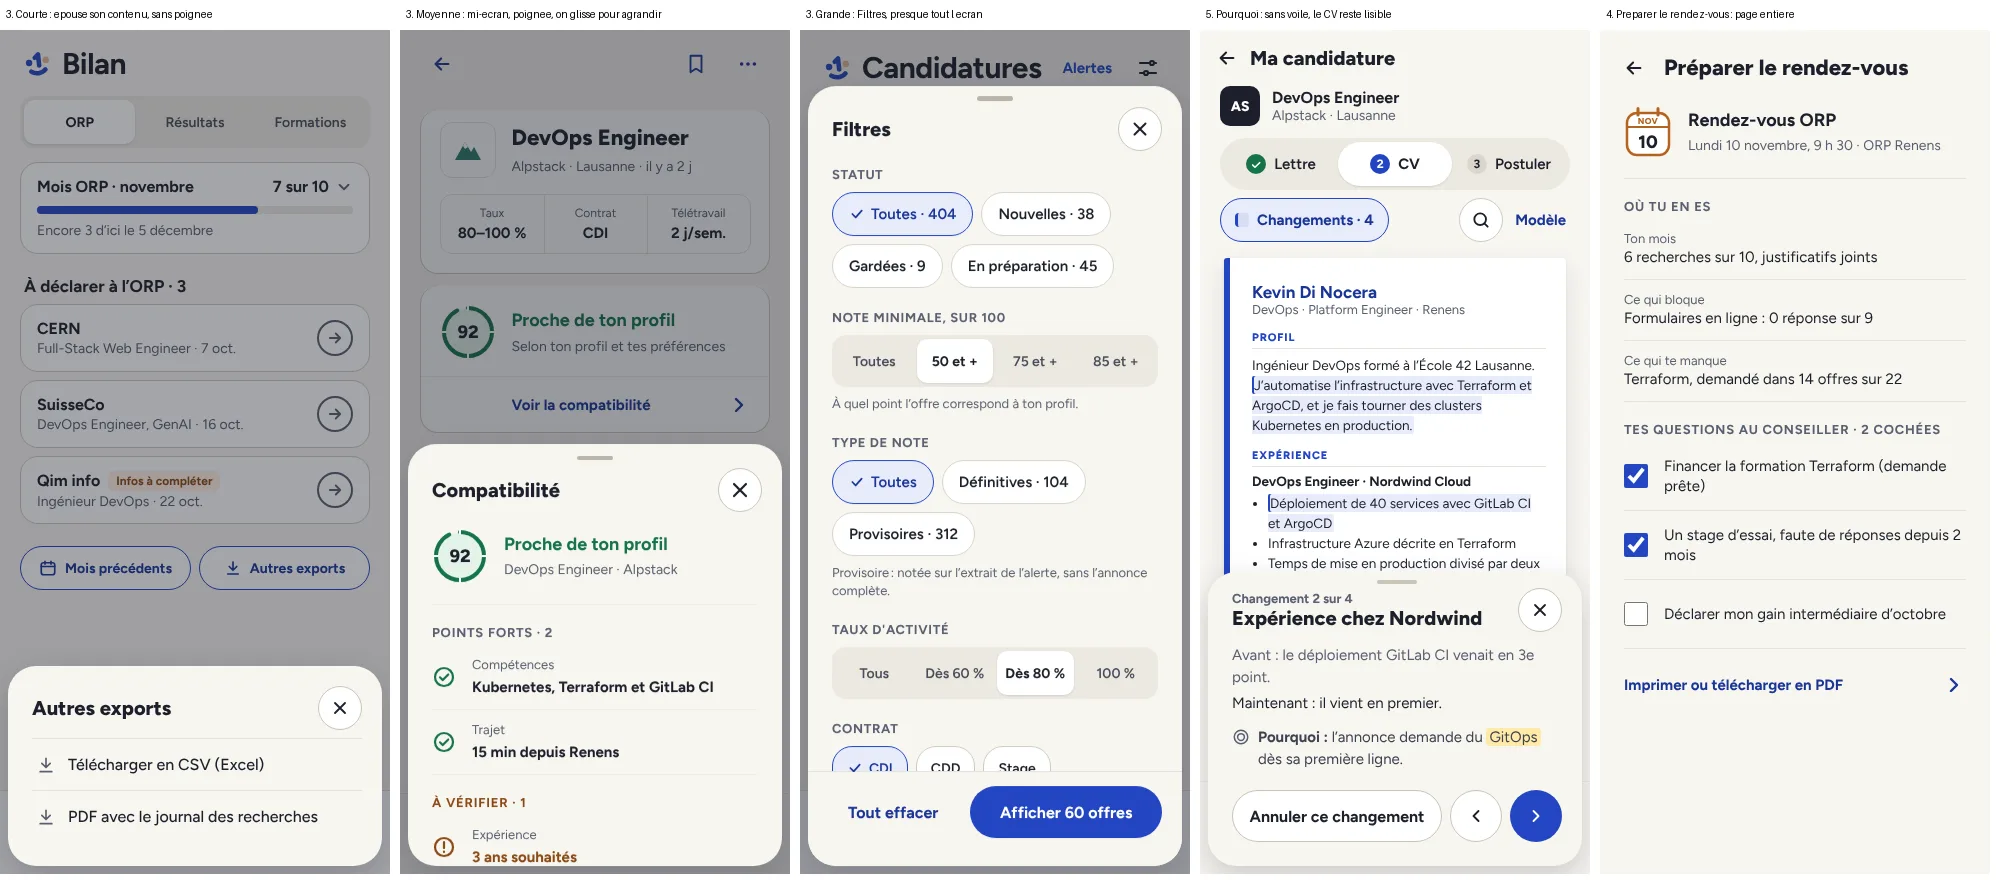 3. Courte : epouse son contenu, sans poignee
Bilan
ORP
Résultats
Formations
Mois ORP · novembre
7 sur 10
Encore 3 d'ici le 5 décembre
À déclarer à l'ORP · 3
CERN
Full-Stack Web Engineer · 7 oct.
SuisseCo
DevOps Engineer, GenAI · 16 oct.
Qim info
Infos à compléter
Ingénieur DevOps · 22 oct.
Mois précédents
Autres exports
Autres exports
Télécharger en CSV (Excel)
PDF avec le journal des recherches
3. Moyenne : mi-ecran, poignee, on glisse pour agrandir
DevOps Engineer
Alpstack · Lausanne · il y a 2 j
Taux
80–100 %
Contrat
CDI
Télétravail
2 j/sem.
92
Proche de ton profil
Selon ton profil et tes préférences
Voir la compatibilité
Compatibilité
92
Proche de ton profil
DevOps Engineer · Alpstack
POINTS FORTS · 2
Compétences
Kubernetes, Terraform et GitLab CI
Trajet
15 min depuis Renens
À VÉRIFIER · 1
Expérience
3 ans souhaités
3. Grande : Filtres, presque tout l ecran
Candidatures
Alertes
Filtres
STATUT
Toutes · 404
Nouvelles · 38
Gardées · 9
En préparation · 45
NOTE MINIMALE, SUR 100
Toutes
50 et +
75 et +
85 et +
À quel point l'offre correspond à ton profil.
TYPE DE NOTE
Toutes
Définitives · 104
Provisoires · 312
Provisoire : notée sur l'extrait de l'alerte, sans l'annonce
complète.
TAUX D'ACTIVITÉ
Tous
Dès 60 %
Dès 80 %
100 %
CONTRAT
CDI
CDD
Stage
Tout effacer
Afficher 60 offres
5. Pourquoi : sans voile, le CV reste lisible
Ma candidature
AS
DevOps Engineer
Alpstack · Lausanne
Lettre
2
CV
3
Postuler
Changements · 4
Modèle
Kevin Di Nocera
DevOps · Platform Engineer · Renens
PROFIL
Ingénieur DevOps formé à l'École 42 Lausanne.
J'automatise l'infrastructure avec Terraform et
ArgoCD, et je fais tourner des clusters
Kubernetes en production.
EXPÉRIENCE
DevOps Engineer · Nordwind Cloud
• Déploiement de 40 services avec GitLab CI
et ArgoCD
• Infrastructure Azure décrite en Terraform
• Temps de mise en production divisé par deux
Changement 2 sur 4
Expérience chez Nordwind
Avant : le déploiement GitLab CI venait en 3e
point.
Maintenant : il vient en premier.
Pourquoi : l'annonce demande du GitOps
dès sa première ligne.
Annuler ce changement
4. Preparer le rendez-vous : page entiere
Préparer le rendez-vous
NOV
10
Rendez-vous ORP
Lundi 10 novembre, 9 h 30 · ORP Renens
OÙ TU EN ES
Ton mois
6 recherches sur 10, justificatifs joints
Ce qui bloque
Formulaires en ligne : 0 réponse sur 9
Ce qui te manque
Terraform, demandé dans 14 offres sur 22
TES QUESTIONS AU CONSEILLER · 2 COCHÉES
Financer la formation Terraform (demande
prête)
Un stage d'essai, faute de réponses depuis 2
mois
Déclarer mon gain intermédiaire d'octobre
Imprimer ou télécharger en PDF